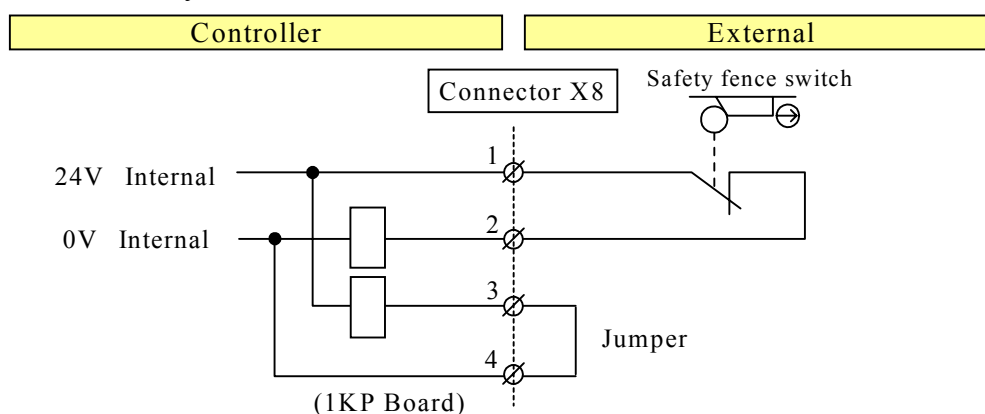 Controller
External
Connector X8
Safety fence switch
24V Internal
1
0V Internal
2
3
Jumper
4
(1KP Board)